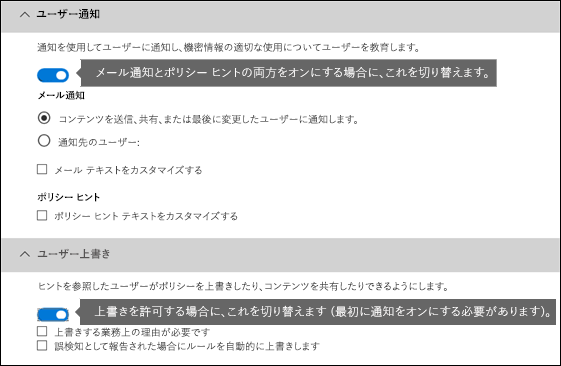 ユーザー通知
通知を使用してユーザーに通知し、機密情報の適切な使用についてユーザーを教育します。
メール通知とポリシー ヒントの両方をオンにする場合に、これを切り替えます。
メール通知
コンテンツを送信、共有、または最後に変更したユーザーに通知します。
通知先のユーザー:
メール テキストをカスタマイズする
ポリシー ヒント
ポリシー ヒント テキストをカスタマイズする
ユーザー上書き
ヒントを参照したユーザーがポリシーを上書きしたり、コンテンツを共有したりできるようにします。
上書きを許可する場合に、これを切り替えます (最初に通知をオンにする必要があります)。
上書きする業務上の理由が必要です
誤検知として報告された場合にルールを自動的に上書きします